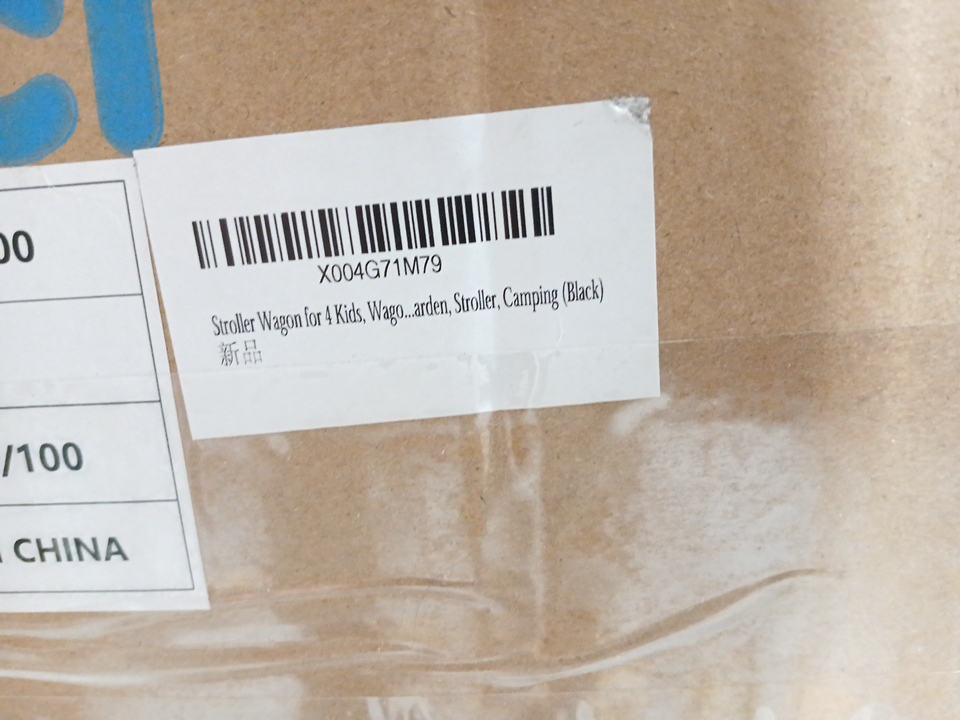 00
/100
CHINA
X004G71M79
Stroller Wagon for 4 Kids, Wago...arden, Stroller, Camping (Black)
新品